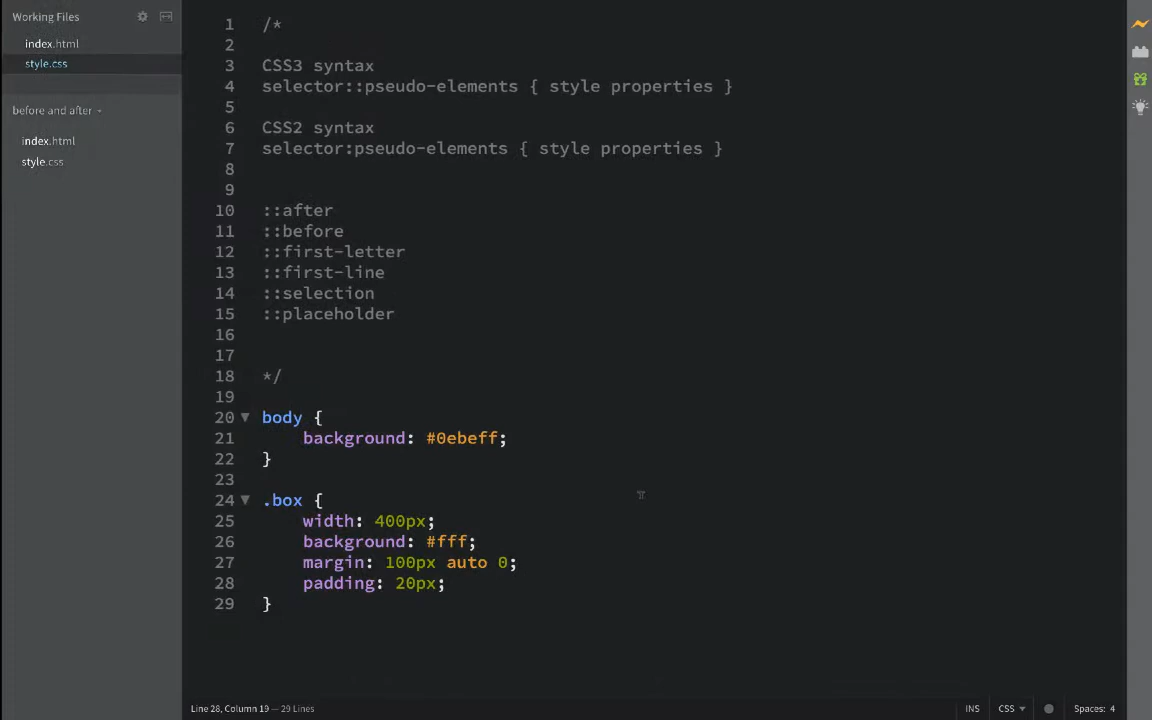 Working Files
index.html
style.css
before and after
index.html
style.css
1 /*
2
3 CSS3 syntax
4 selector::pseudo-elements { style properties }
5
6 CSS2 syntax
7 selector:pseudo-elements { style properties }
8
9
10 ::after
11 ::before
12 ::first-letter
13 ::first-line
14 ::selection
15 ::placeholder
16
17
18 */
19
20 body {
21 background: #0ebeff;
22 }
23
24 .box {
25 width: 400px;
26 background: #fff;
27 margin: 100px auto 0;
28 padding: 20px;
29 }
Line 28, Column 19 — 29 Lines
INS CSS Spaces: 4